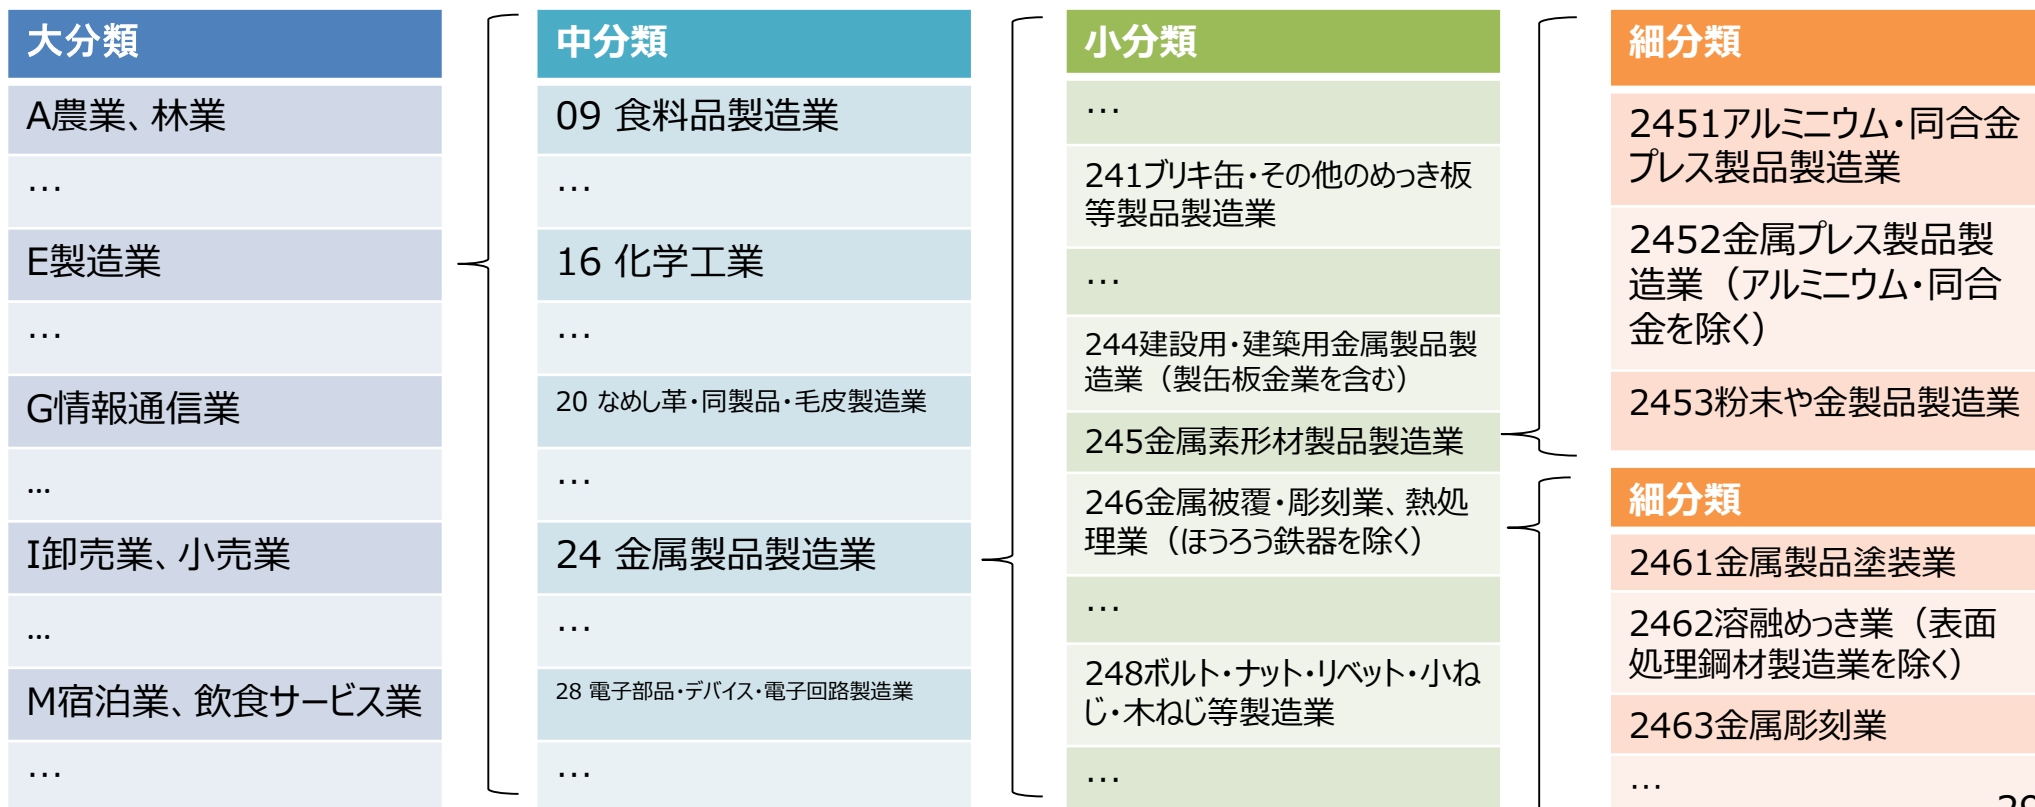 大分類
A農業、林業
…
E製造業
…
G情報通信業
…
I卸売業、小売業
…
M宿泊業、飲食サービス業
…
中分類
09 食料品製造業
…
16 化学工業
…
20 なめし革・同製品・毛皮製造業
…
24 金属製品製造業
…
28 電子部品・デバイス・電子回路製造業
…
小分類
…
241ブリキ缶・その他のめっき板
等製品製造業
…
244建設用・建築用金属製品製
造業（製缶板金業を含む）
245金属素形材製品製造業
246金属被覆・彫刻業、熱処
理業（ほうろう鉄器を除く）
…
248ボルト・ナット・リベット・小ね
じ・木ねじ等製造業
…
細分類
2451アルミニウム・同合金
プレス製品製造業
2452金属プレス製品製
造業（アルミニウム・同合
金を除く）
2453粉末や金製品製造業
細分類
2461金属製品塗装業
2462溶融めっき業（表面
処理鋼材製造業を除く）
2463金属彫刻業
…